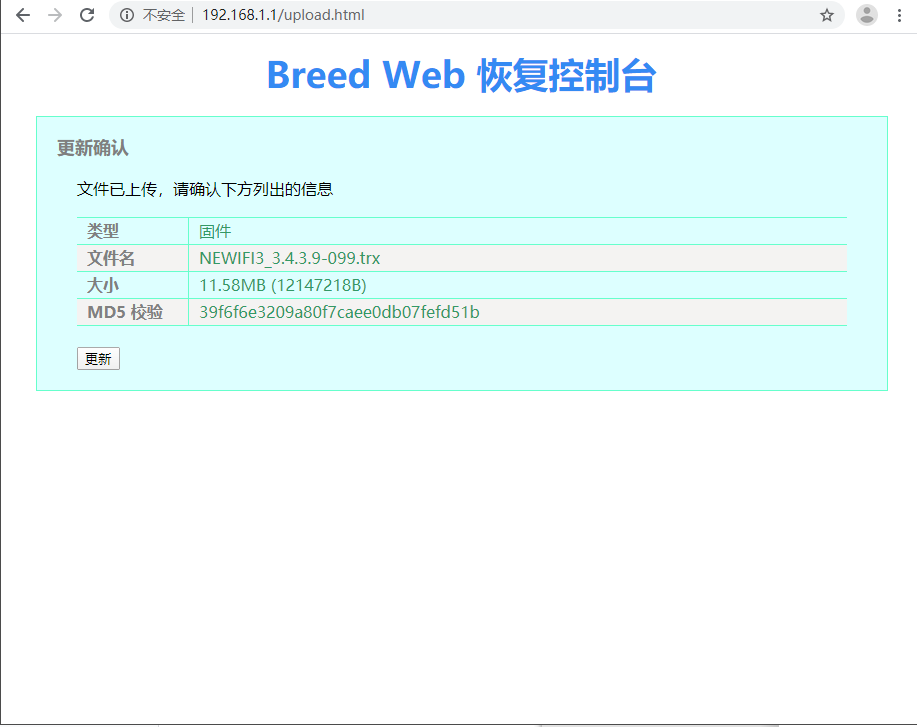 不安全 192.168.1.1/upload.html
Breed Web 恢复控制台
更新确认
文件已上传，请确认下方列出的信息
类型 固件
文件名 NEWIFI3_3.4.3.9-099.trx
大小 11.58MB (12147218B)
MD5 校验 39f6f6e3209a80f7caee0db07fefd51b
更新